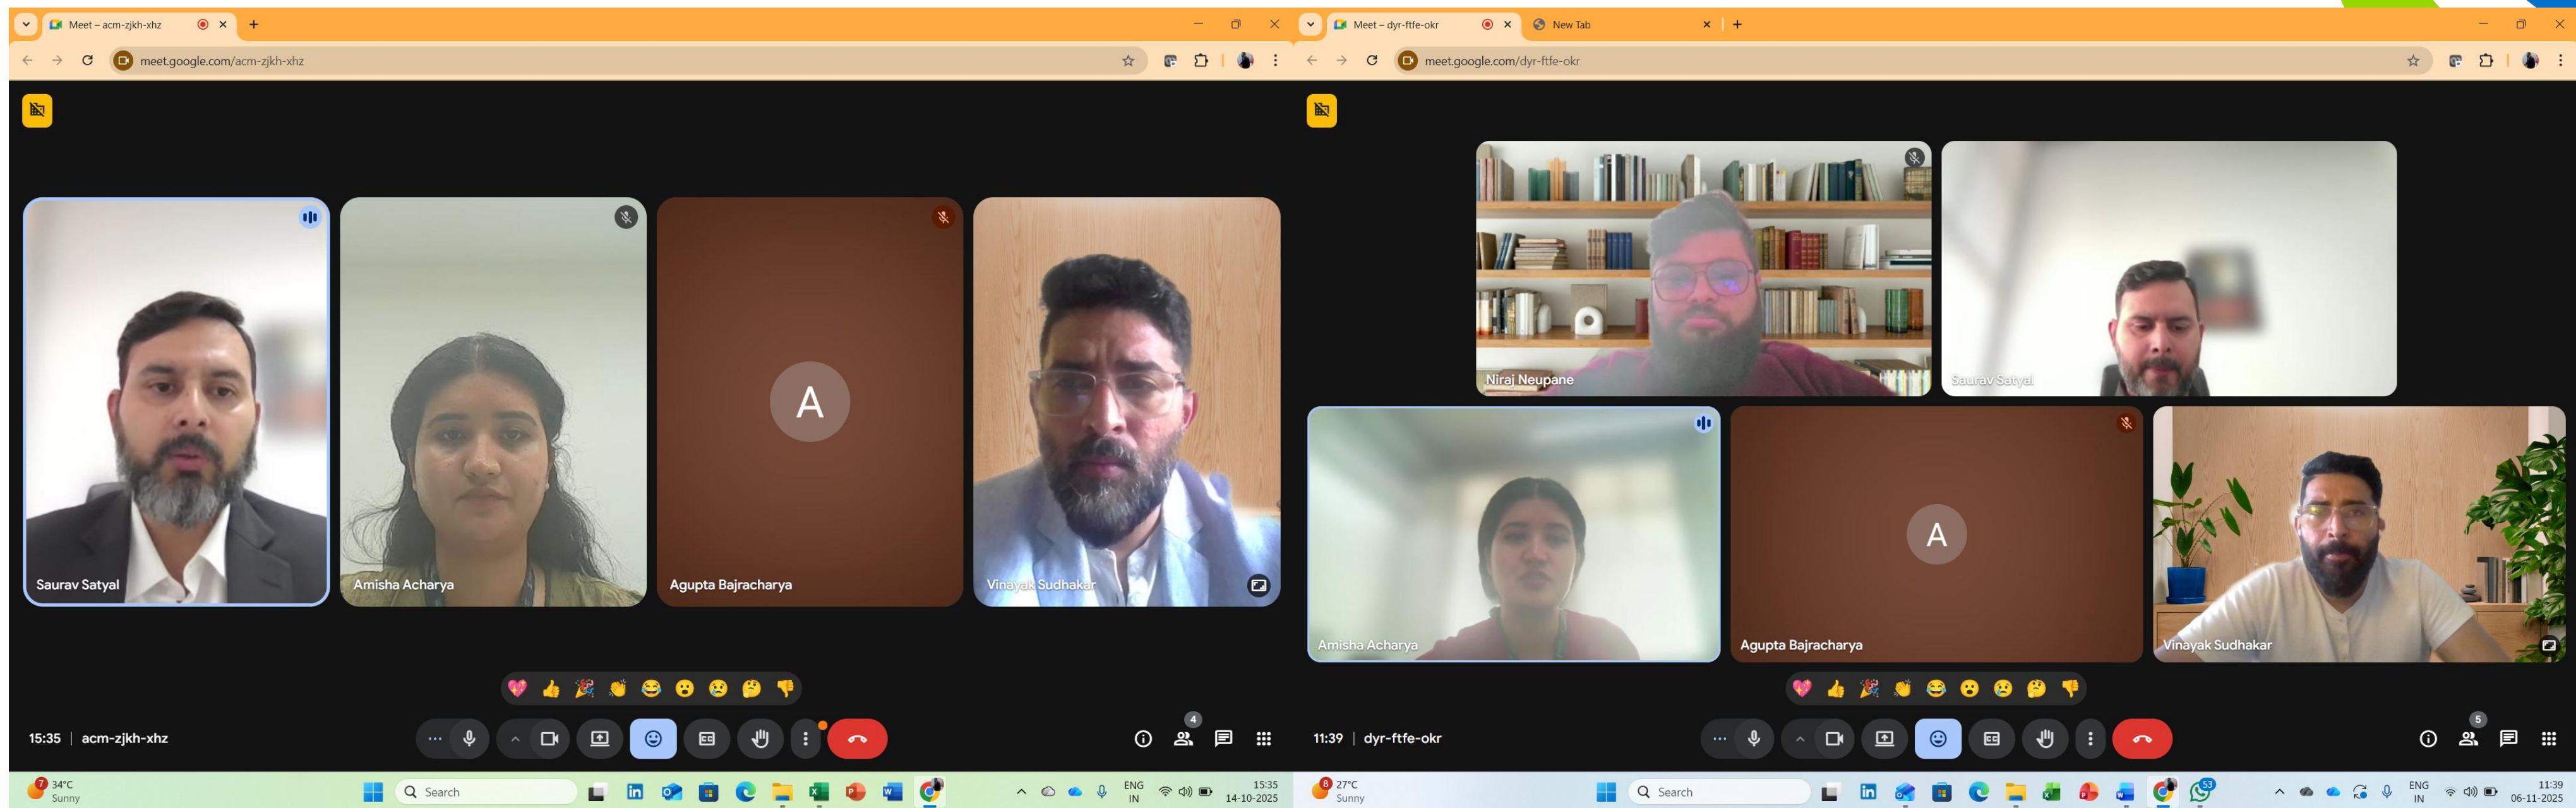 Meet – acm-zjkh-xhz
meet.google.com/acm-zjkh-xhz
Saurav Satyal
Amisha Acharya
A
Agupta Bajracharya
Vinayak Sudhakar
4
15:35 | acm-zjkh-xhz
7
34°C
Sunny
Search
ENG
IN
15:35
14-10-2025
Meet – dyr-ftfe-okr
New Tab
meet.google.com/dyr-ftfe-okr
Niraj Neupane
Saurav Satyal
Amisha Acharya
A
Agupta Bajracharya
Vinayak Sudhakar
5
11:39 | dyr-ftfe-okr
8
27°C
Sunny
Search
53
ENG
IN
11:39
06-11-2025